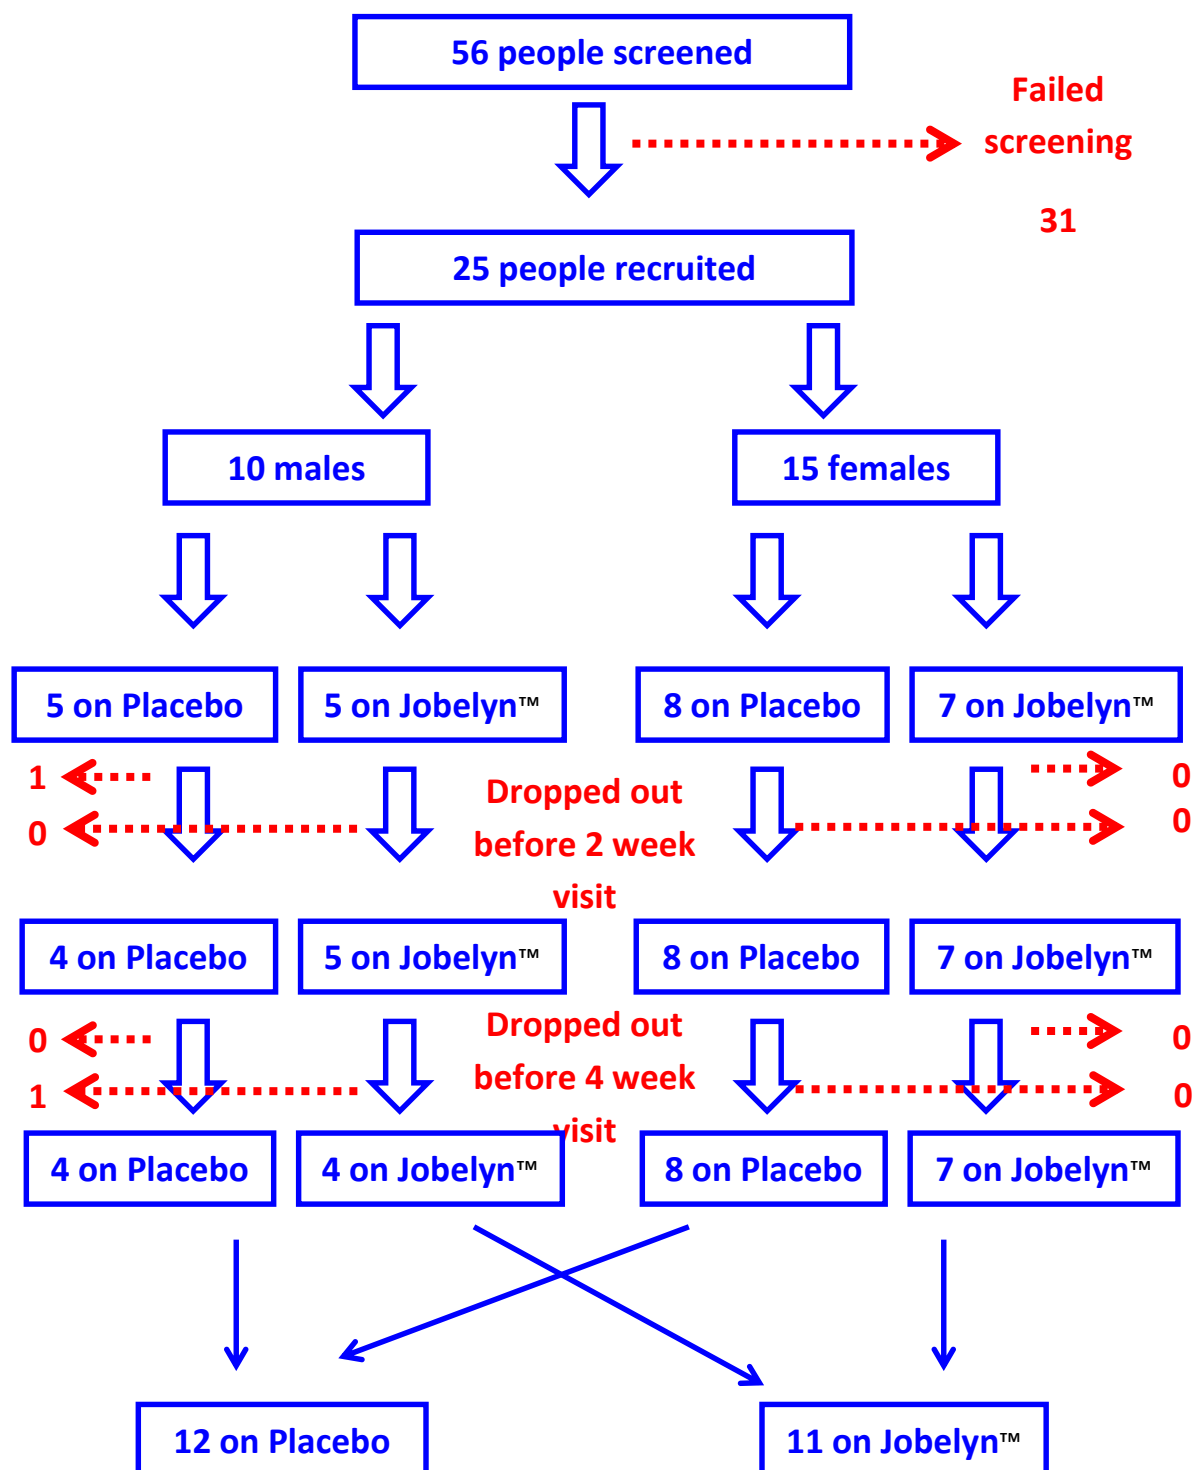 56 people screened
Failed
screening
31
25 people recruited
10 males
15 females
5 on Placebo
5 on Jobelyn™
8 on Placebo
7 on Jobelyn™
1
0
Dropped out
before 2 week
visit
0
0
4 on Placebo
5 on Jobelyn™
8 on Placebo
7 on Jobelyn™
0
1
Dropped out
before 4 week
visit
0
0
4 on Placebo
4 on Jobelyn™
8 on Placebo
7 on Jobelyn™
12 on Placebo
11 on Jobelyn™